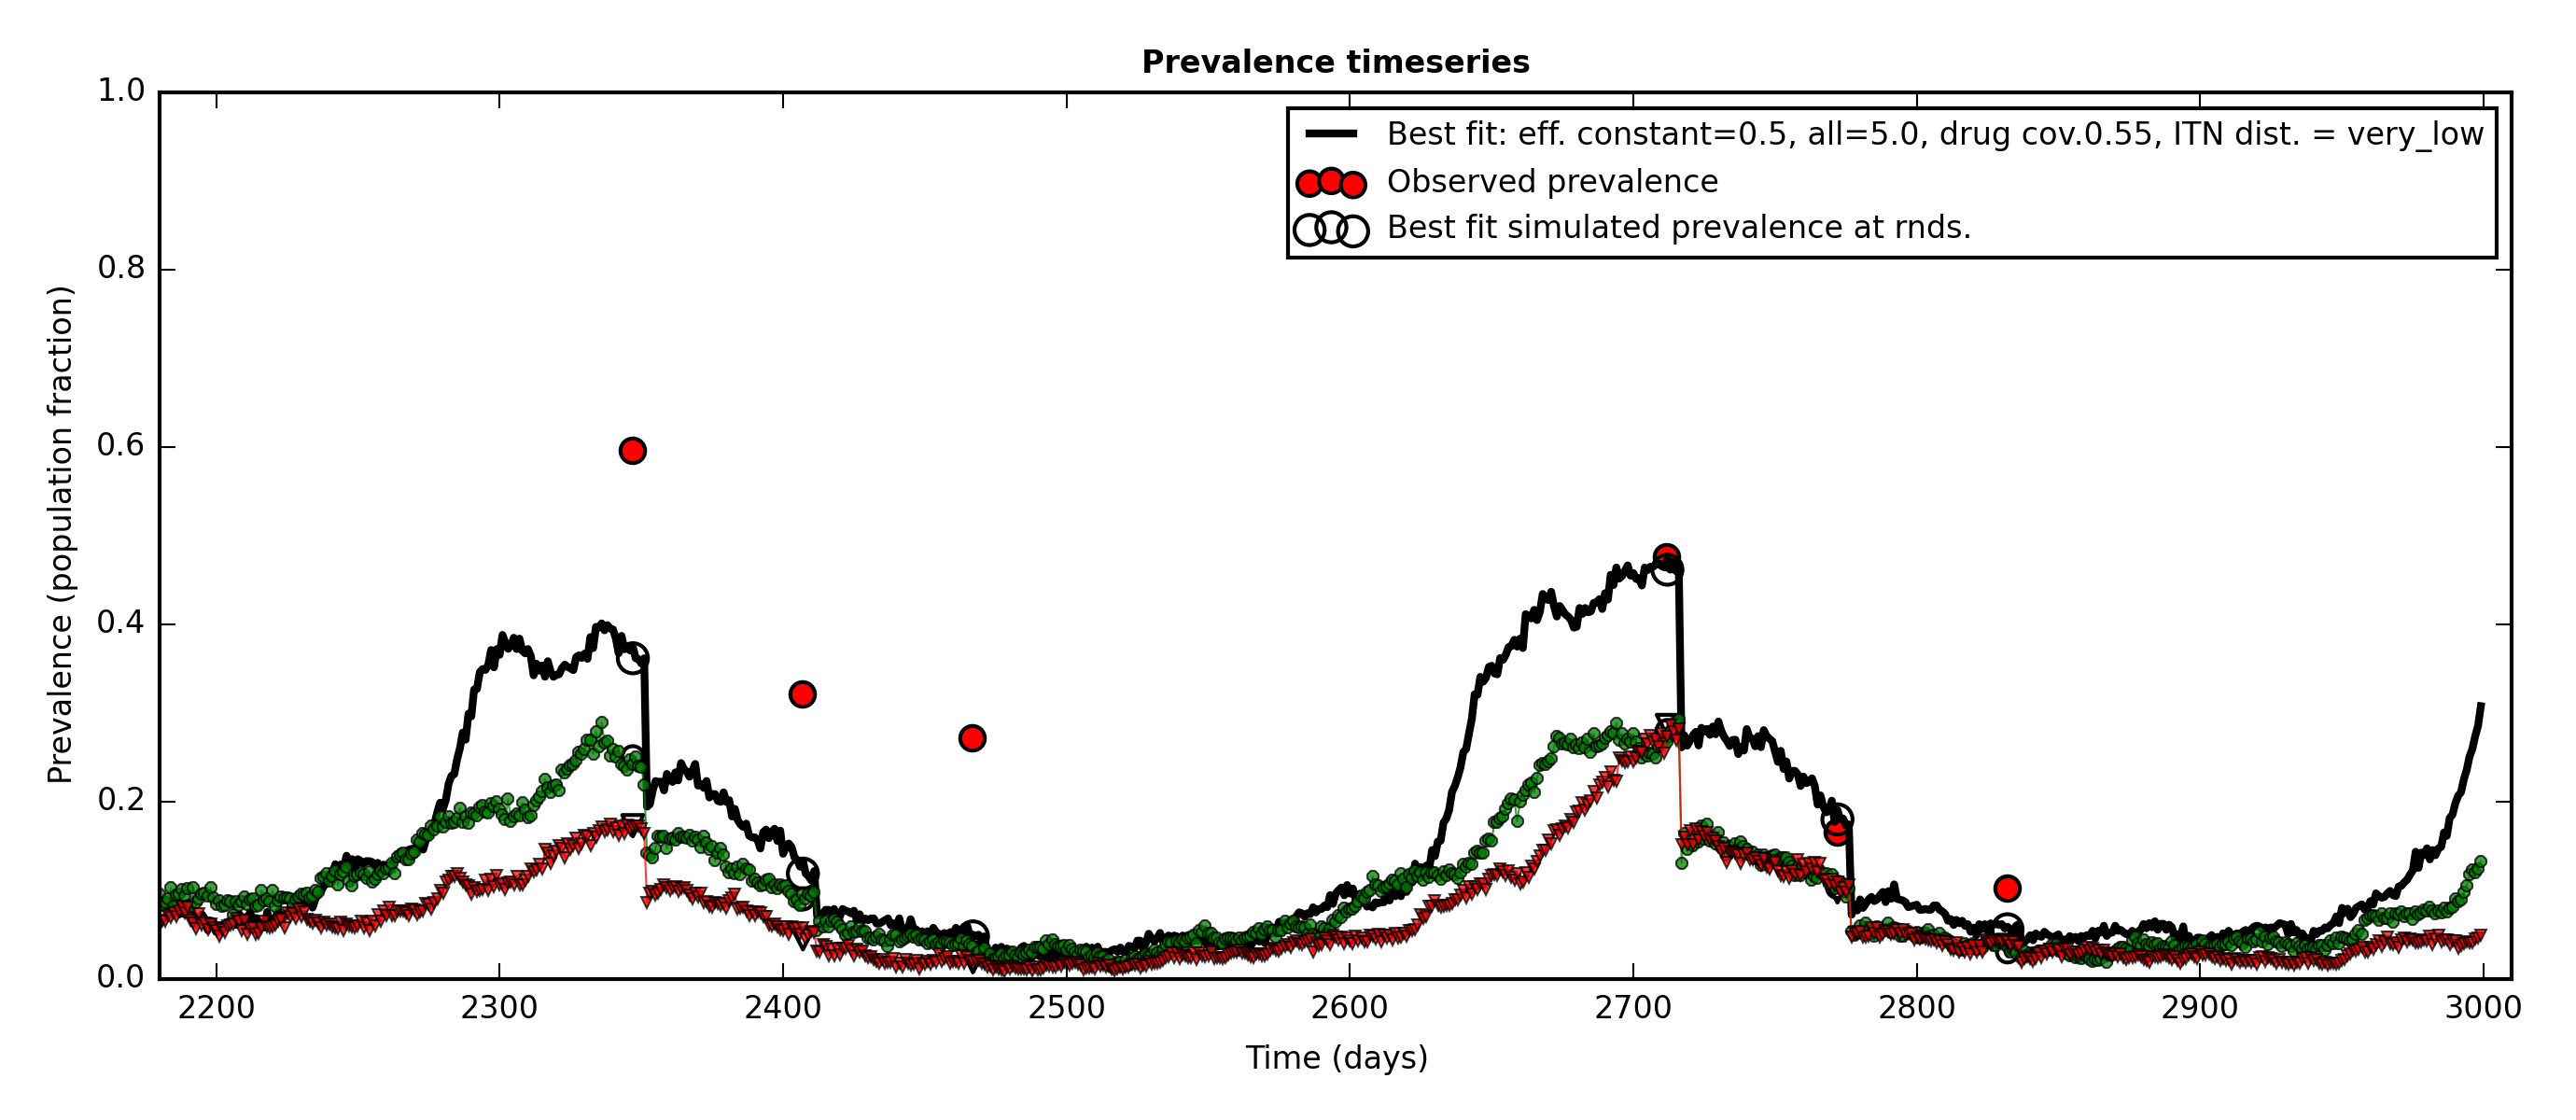 Prevalence timeseries
1.0
0.8
0.6
0.4
0.2
0.0
Prevalence (population fraction)
Best fit: eff. constant=0.5, all=5.0, drug cov.0.55, ITN dist. = very_low
Observed prevalence
Best fit simulated prevalence at rnds.
2200 2300 2400 2500 2600 2700 2800 2900 3000
Time (days)